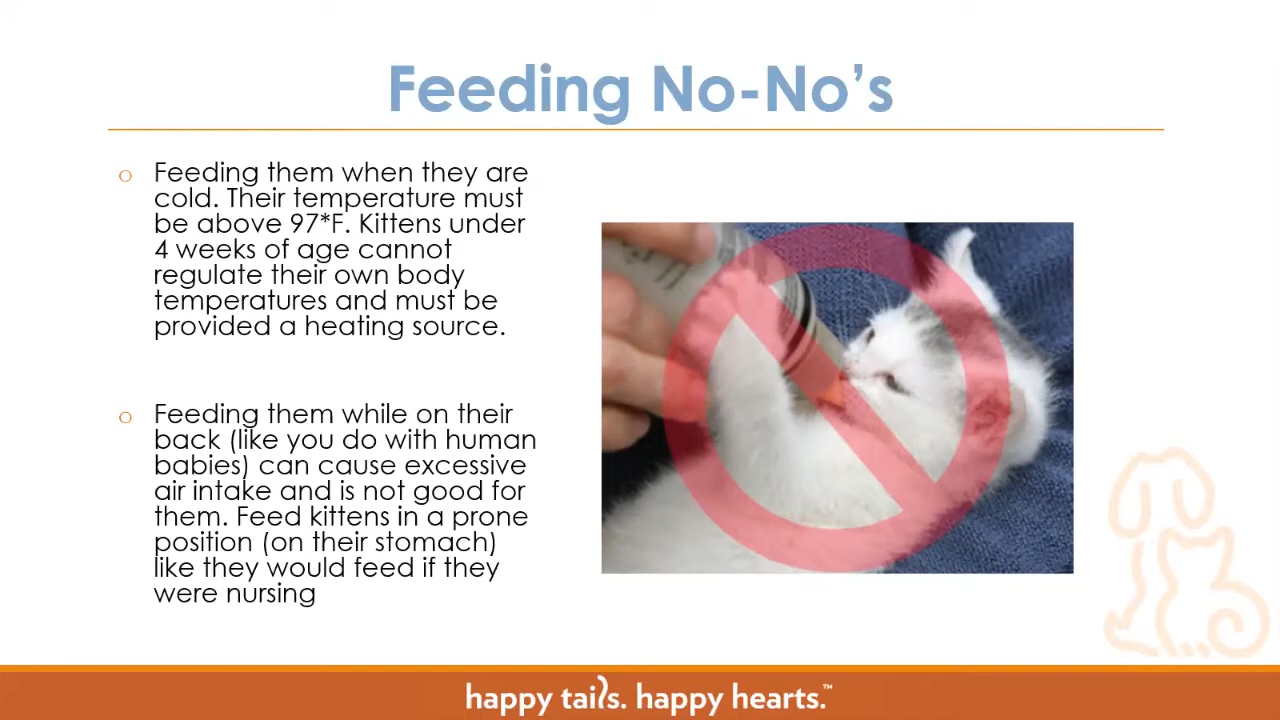 Feeding No-No’s
Feeding them when they are
cold. Their temperature must
be above 97*F. Kittens under
4 weeks of age cannot
regulate their own body
temperatures and must be
provided a heating source.
Feeding them while on their
back (like you do with human
babies) can cause excessive
air intake and is not good for
them. Feed kittens in a prone
position (on their stomach)
like they would feed if they
were nursing
happy tails. happy hearts.™